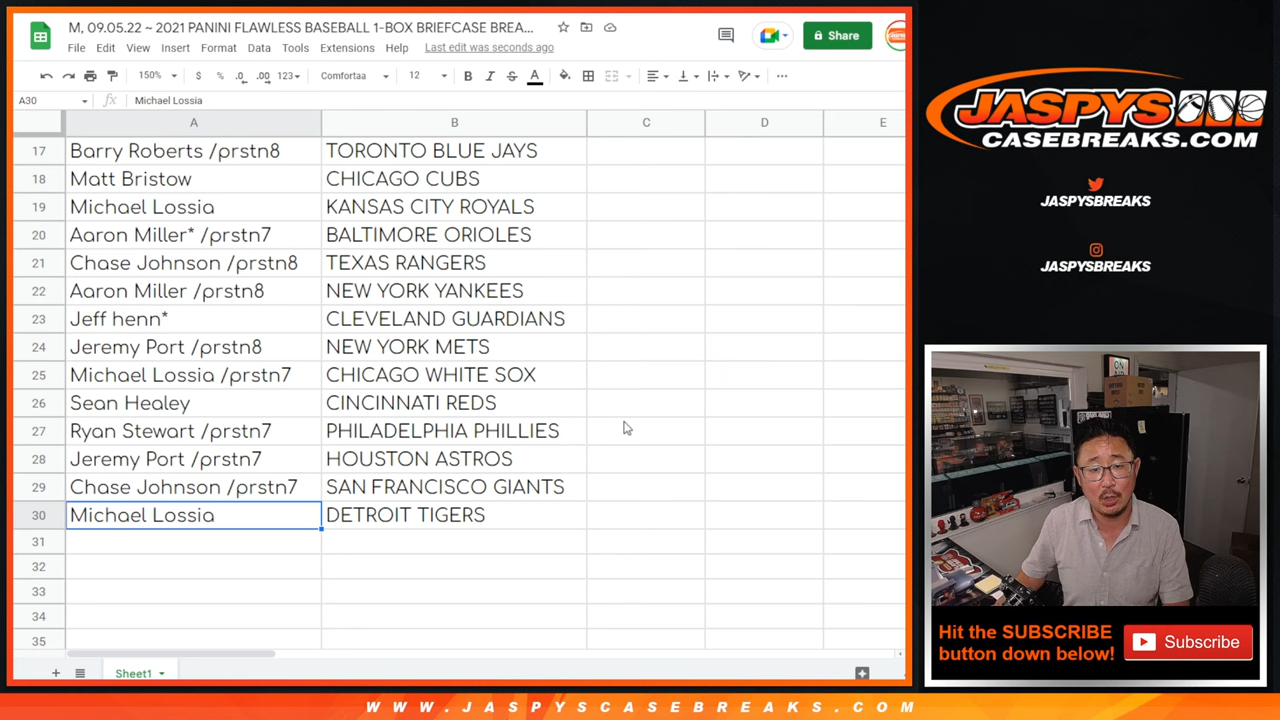 M, 09.05.22 ~ 2021 PANINI FLAWLESS BASEBALL 1-BOX BRIEFCASE BREA...
File Edit View Insert Format Data Tools Extensions Help Last edit was seconds ago
Share
150% $ % .0 .00 123 Comfortaa 12 B I S A
A30 fx Michael Lossia
A B C D E
17 Barry Roberts /prstn8 TORONTO BLUE JAYS
18 Matt Bristow CHICAGO CUBS
19 Michael Lossia KANSAS CITY ROYALS
20 Aaron Miller* /prstn7 BALTIMORE ORIOLES
21 Chase Johnson /prstn8 TEXAS RANGERS
22 Aaron Miller /prstn8 NEW YORK YANKEES
23 Jeff henn* CLEVELAND GUARDIANS
24 Jeremy Port /prstn8 NEW YORK METS
25 Michael Lossia /prstn7 CHICAGO WHITE SOX
26 Sean Healey CINCINNATI REDS
27 Ryan Stewart /prstn7 PHILADELPHIA PHILLIES
28 Jeremy Port /prstn7 HOUSTON ASTROS
29 Chase Johnson /prstn7 SAN FRANCISCO GIANTS
30 Michael Lossia DETROIT TIGERS
31
32
33
34
35
Sheet1
JASPYS
CASEBREAKS.COM
JASPYSBREAKS
JASPYSBREAKS
ON
Hit the SUBSCRIBE
button down below!
Subscribe
WWW.JASPYSCASEBREAKS.COM